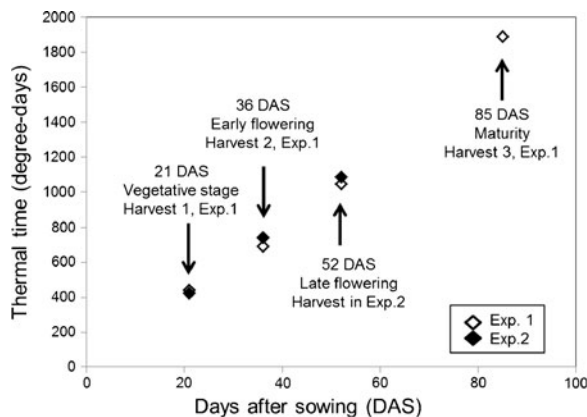 2000
1800
1600
1400
1200
1000
800
600
400
200
0
Thermal time (degree-days)
36 DAS
Early flowering
Harvest 2, Exp.1
21 DAS
Vegetative stage
Harvest 1, Exp.1
85 DAS
Maturity
Harvest 3, Exp.1
52 DAS
Late flowering
Harvest in Exp.2
Exp. 1
Exp.2
0 20 40 60 80 100
Days after sowing (DAS)